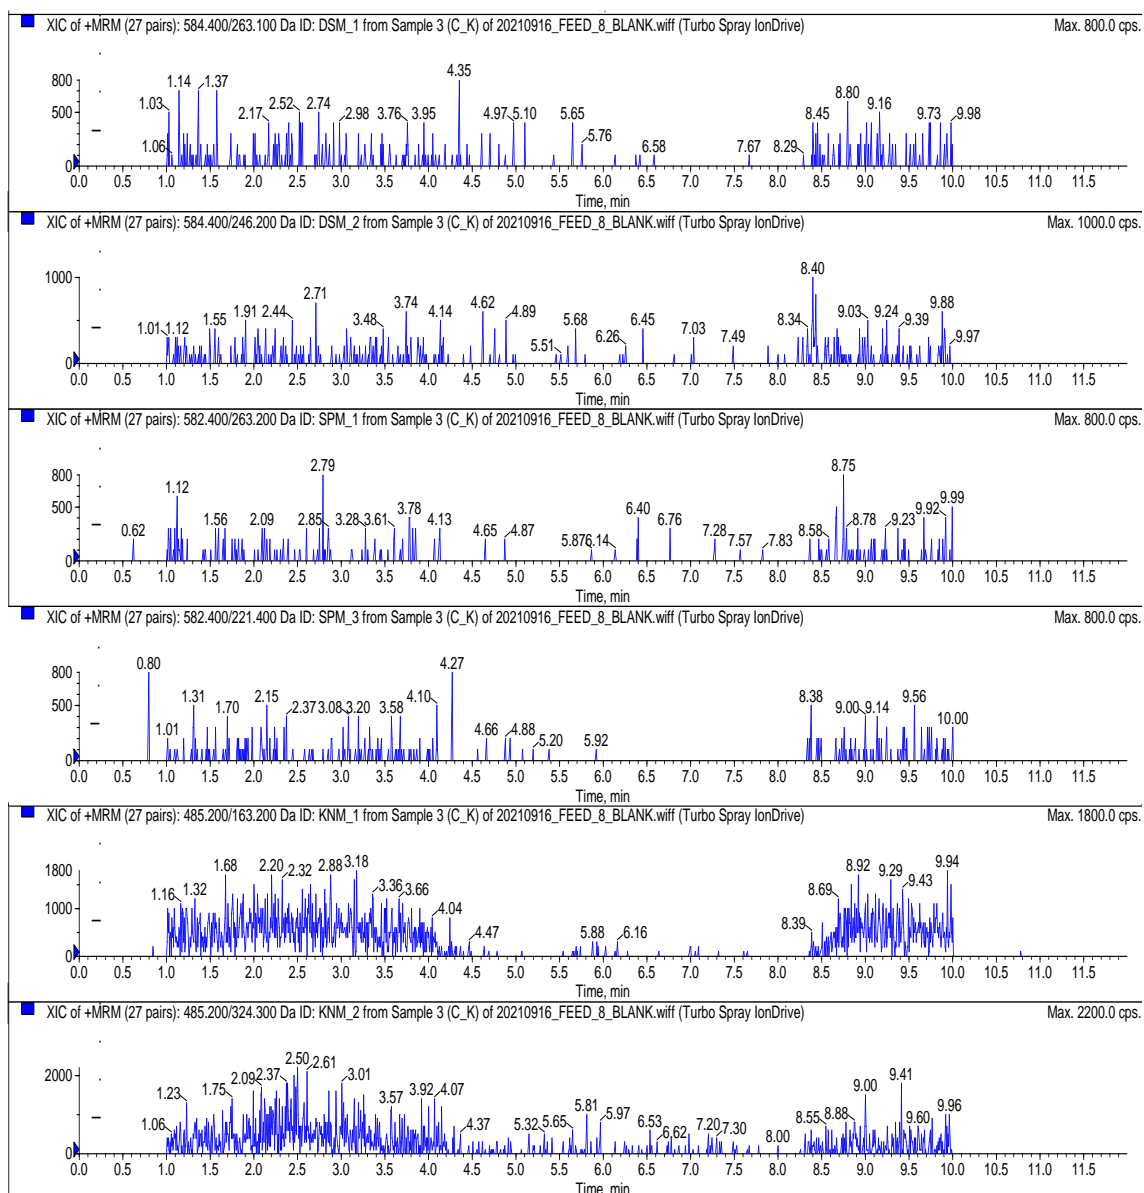 XIC of +MRM (27 pairs): 584.400/263.100 Da ID: DSM_1 from Sample 3 (C_K) of 20210916_FEED_8_BLANK.wiff (Turbo Spray IonDrive) Max. 800.0 cps.
4.35
800 1.14 1.37 8.80
1.03 2.17 2.52 2.74 2.98 3.76 3.95 4.97 5.10 5.65 8.45 9.16 9.73 9.98
500
1.06 5.76 6.58 7.67 8.29
0
0.0 0.5 1.0 1.5 2.0 2.5 3.0 3.5 4.0 4.5 5.0 5.5 6.0 6.5 7.0 7.5 8.0 8.5 9.0 9.5 10.0 10.5 11.0 11.5
Time, min
XIC of +MRM (27 pairs): 584.400/246.200 Da ID: DSM_2 from Sample 3 (C_K) of 20210916_FEED_8_BLANK.wiff (Turbo Spray IonDrive) Max. 1000.0 cps.
1000 8.40
2.71 3.74 4.62 9.88
1.01 1.12 1.55 1.91 2.44 3.48 4.14 4.89 5.68 6.45 8.34 9.03 9.24 9.39
5.51 6.26 7.03 7.49 9.97
0
0.0 0.5 1.0 1.5 2.0 2.5 3.0 3.5 4.0 4.5 5.0 5.5 6.0 6.5 7.0 7.5 8.0 8.5 9.0 9.5 10.0 10.5 11.0 11.5
Time, min
XIC of +MRM (27 pairs): 582.400/263.200 Da ID: SPM_1 from Sample 3 (C_K) of 20210916_FEED_8_BLANK.wiff (Turbo Spray IonDrive) Max. 800.0 cps.
800 2.79 8.75
1.12 9.99
500 1.56 2.09 2.85 3.28 3.61 3.78 4.13 6.40 6.76 8.78 9.23 9.92
0.62 4.65 4.87 5.87 6.14 7.28 7.57 7.83 8.58
0
0.0 0.5 1.0 1.5 2.0 2.5 3.0 3.5 4.0 4.5 5.0 5.5 6.0 6.5 7.0 7.5 8.0 8.5 9.0 9.5 10.0 10.5 11.0 11.5
Time, min
XIC of +MRM (27 pairs): 582.400/221.400 Da ID: SPM_3 from Sample 3 (C_K) of 20210916_FEED_8_BLANK.wiff (Turbo Spray IonDrive) Max. 800.0 cps.
0.80 4.27
800
500 1.31 1.70 2.15 2.37 3.08 3.20 3.58 4.10 8.38 9.00 9.14 9.56
1.01 4.66 4.88 5.20 5.92 10.00
0
0.0 0.5 1.0 1.5 2.0 2.5 3.0 3.5 4.0 4.5 5.0 5.5 6.0 6.5 7.0 7.5 8.0 8.5 9.0 9.5 10.0 10.5 11.0 11.5
Time, min
XIC of +MRM (27 pairs): 485.200/163.200 Da ID: KNM_1 from Sample 3 (C_K) of 20210916_FEED_8_BLANK.wiff (Turbo Spray IonDrive) Max. 1800.0 cps.
1800 1.68 2.20 2.32 2.88 3.18 8.92 9.29 9.94
1.16 1.32 3.36 3.66 8.69 9.43
1000 4.04
4.47 5.88 6.16 8.39
0
0.0 0.5 1.0 1.5 2.0 2.5 3.0 3.5 4.0 4.5 5.0 5.5 6.0 6.5 7.0 7.5 8.0 8.5 9.0 9.5 10.0 10.5 11.0 11.5
Time, min
XIC of +MRM (27 pairs): 485.200/324.300 Da ID: KNM_2 from Sample 3 (C_K) of 20210916_FEED_8_BLANK.wiff (Turbo Spray IonDrive) Max. 2200.0 cps.
2000 2.50 2.61
1.23 1.75 2.09 2.37 3.01 3.57 3.92 4.07 5.81 9.00 9.41
1.06 4.37 5.32 5.65 5.97 6.53 6.62 7.20 7.30 8.00 8.55 8.88 9.60 9.96
0
0.0 0.5 1.0 1.5 2.0 2.5 3.0 3.5 4.0 4.5 5.0 5.5 6.0 6.5 7.0 7.5 8.0 8.5 9.0 9.5 10.0 10.5 11.0 11.5
Time, min